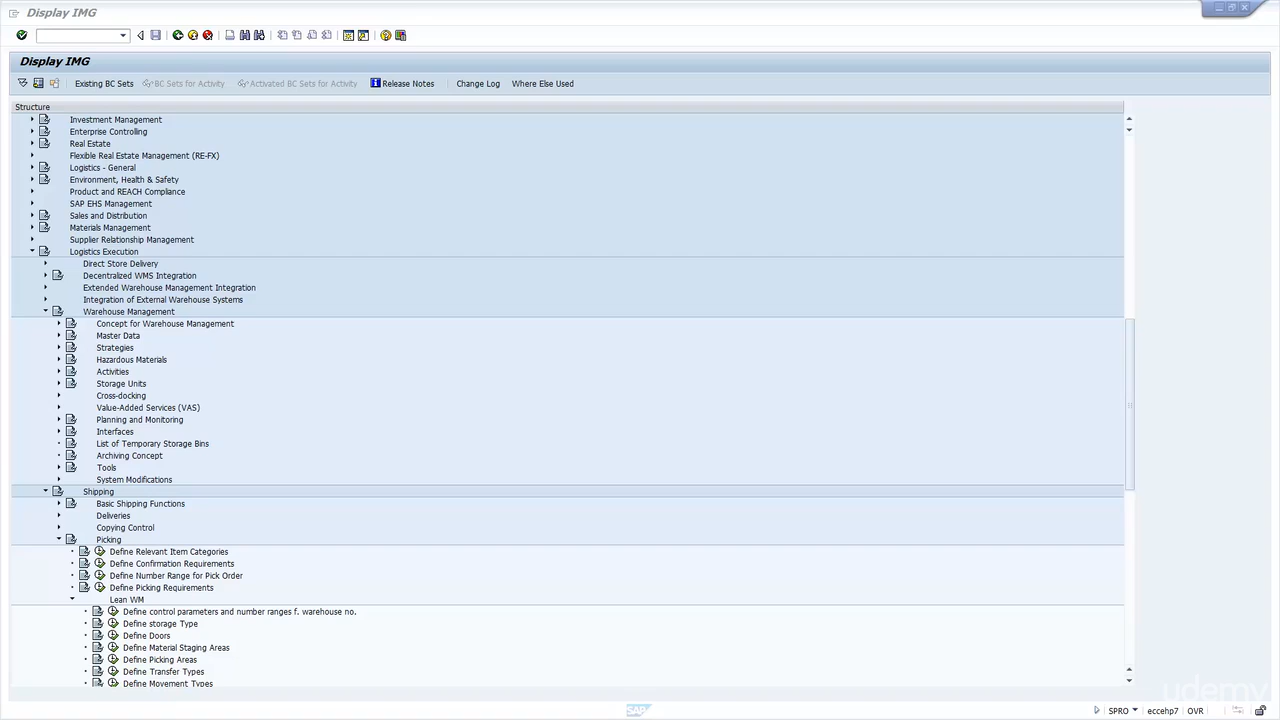 Display IMG
Display IMG
Existing BC Sets BC Sets for Activity Activated BC Sets for Activity Release Notes Change Log Where Else Used
Structure
Investment Management
Enterprise Controlling
Real Estate
Flexible Real Estate Management (RE-FX)
Logistics - General
Environment, Health & Safety
Product and REACH Compliance
SAP EHS Management
Sales and Distribution
Materials Management
Supplier Relationship Management
Logistics Execution
Direct Store Delivery
Decentralized WMS Integration
Extended Warehouse Management Integration
Integration of External Warehouse Systems
Warehouse Management
Concept for Warehouse Management
Master Data
Strategies
Hazardous Materials
Activities
Storage Units
Cross-docking
Value-Added Services (VAS)
Planning and Monitoring
Interfaces
List of Temporary Storage Bins
Archiving Concept
Tools
System Modifications
Shipping
Basic Shipping Functions
Deliveries
Copying Control
Picking
Define Relevant Item Categories
Define Confirmation Requirements
Define Number Range for Pick Order
Define Picking Requirements
Lean WM
Define control parameters and number ranges f. warehouse no.
Define storage Type
Define Doors
Define Material Staging Areas
Define Picking Areas
Define Transfer Types
Define Movement Types
udemy
SAP SPRO eccehp7 OVR